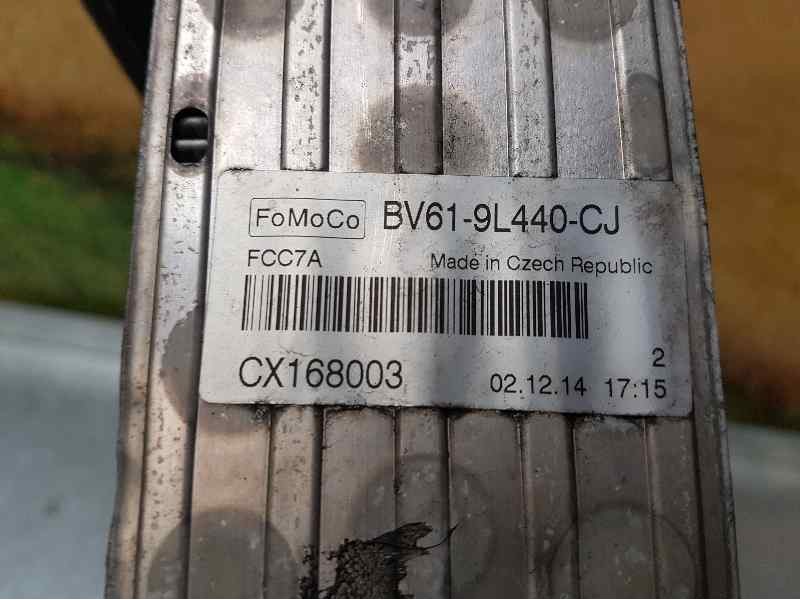 FoMoCo BV61-9L440-CJ
FCC7A Made in Czech Republic
2
CX168003 02.12.14 17:15